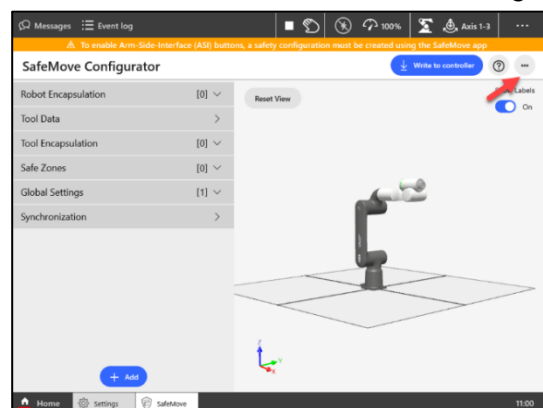 Messages Event log 100% Axis 1-3 ...
To enable Arm-Side-Interface (ASI) buttons, a safety configuration must be created using the SafeMove app
SafeMove Configurator Write to controller ? ...
Robot Encapsulation [0]
Reset View
Labels
On
Tool Data
Tool Encapsulation [0]
Safe Zones [0]
Global Settings [1]
Synchronization
Z
Y
X
+ Add
Home Settings SafeMove 11:00